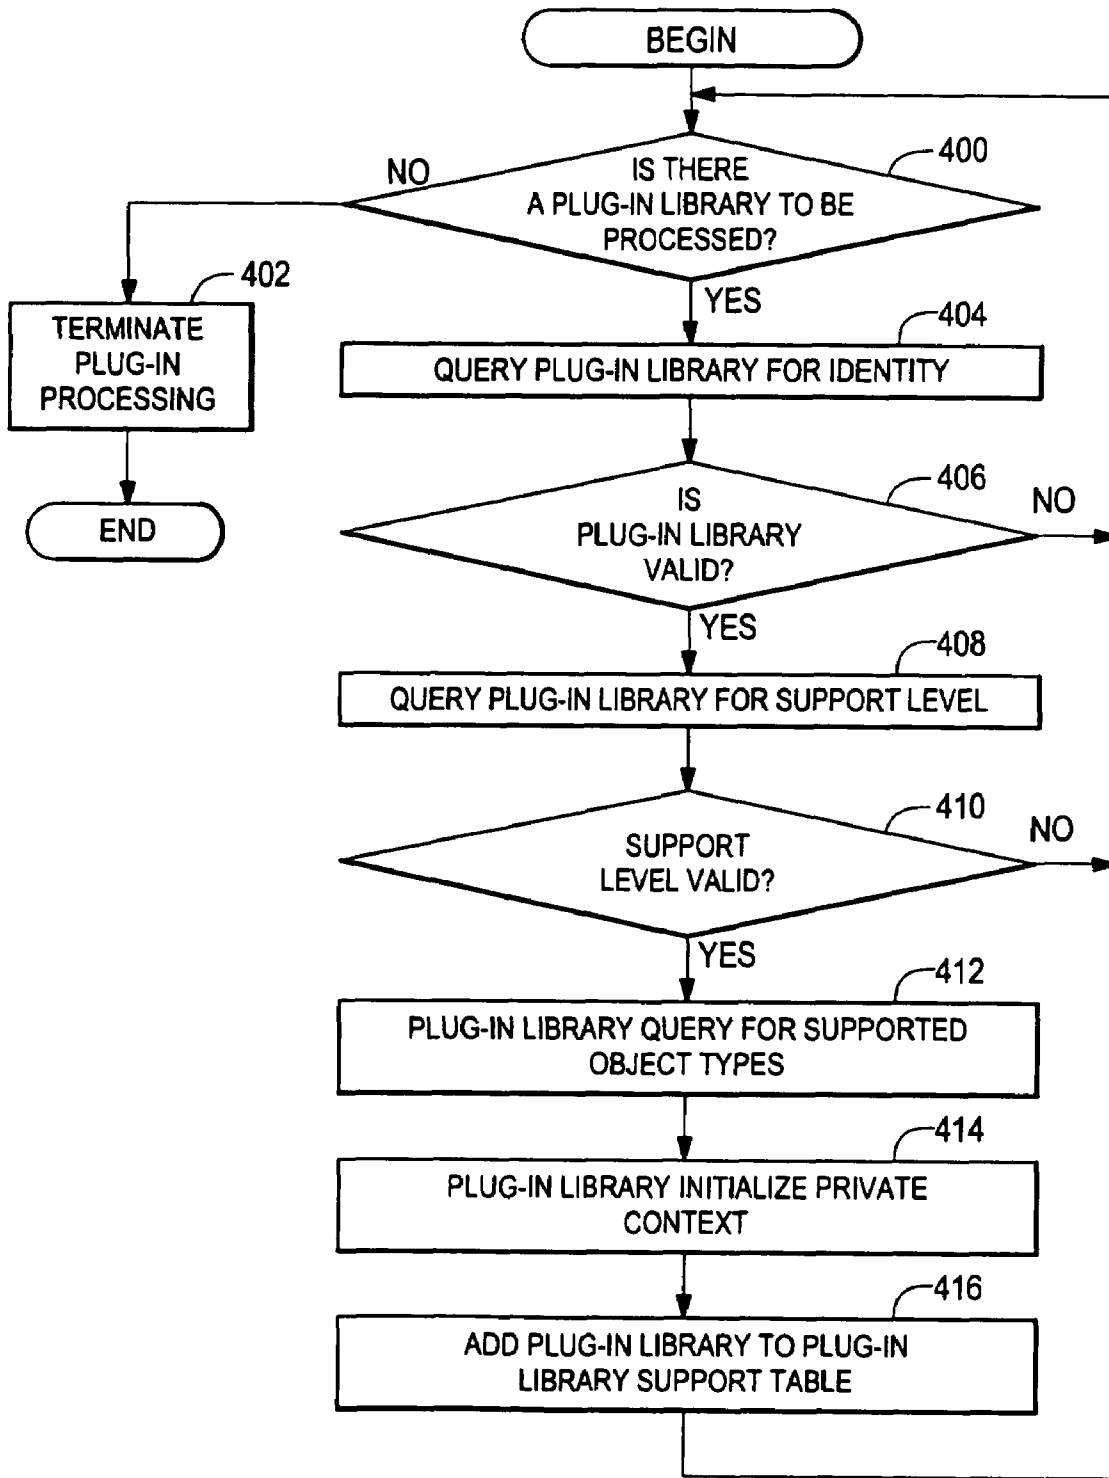 BEGIN
400
IS THERE
A PLUG-IN LIBRARY TO BE
PROCESSED?
NO
402
TERMINATE
PLUG-IN
PROCESSING
END
YES
404
QUERY PLUG-IN LIBRARY FOR IDENTITY
406
IS
PLUG-IN LIBRARY
VALID?
NO
YES
408
QUERY PLUG-IN LIBRARY FOR SUPPORT LEVEL
410
SUPPORT
LEVEL VALID?
NO
YES
412
PLUG-IN LIBRARY QUERY FOR SUPPORTED
OBJECT TYPES
414
PLUG-IN LIBRARY INITIALIZE PRIVATE
CONTEXT
416
ADD PLUG-IN LIBRARY TO PLUG-IN
LIBRARY SUPPORT TABLE